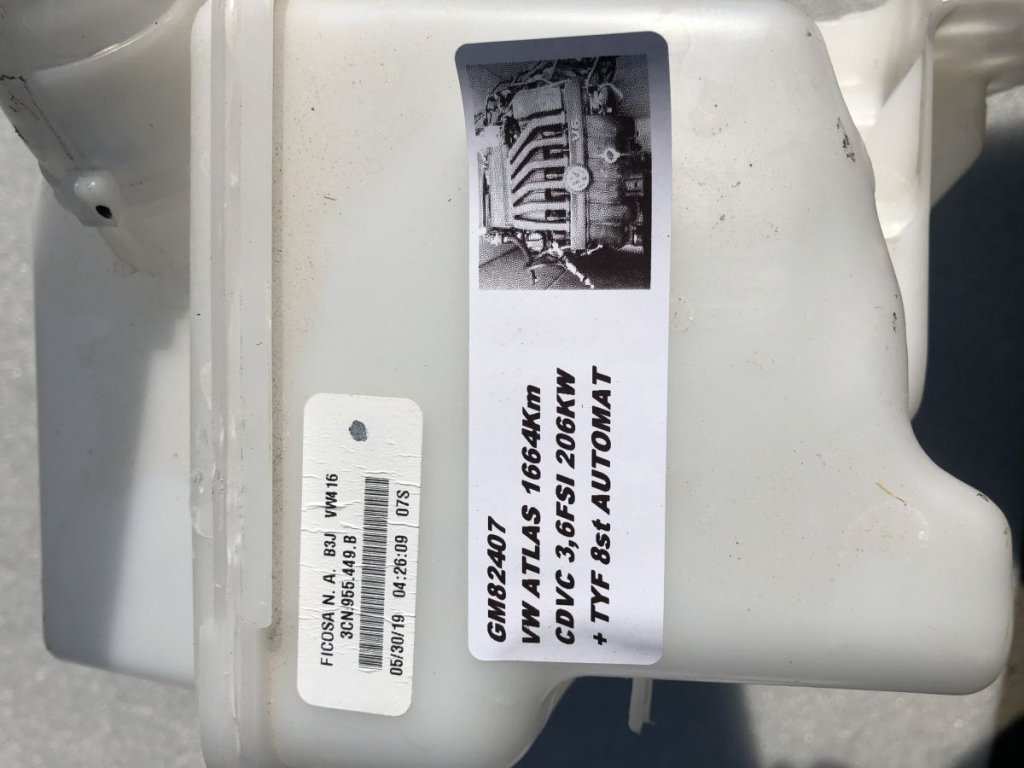 FICOSA N. A. B3J VW416
3CN.955.449.B
05/30/19 04:26:09 07S
GM82407
VW ATLAS 1664Km
CDVC 3,6FSI 206KW
+ TYF 8st AUTOMAT
V6